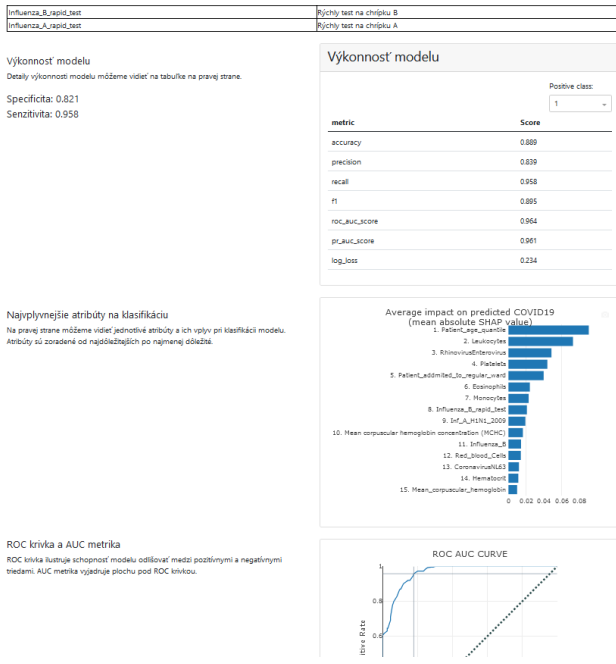 Influenza_B_rapid_test Rýchly test na chrípku B
Influenza_A_rapid_test Rýchly test na chrípku A
Výkonnosť modelu
Detaily výkonnosti modelu môžeme vidieť na tabuľke na pravej strane.
Specificita: 0.821
Senzitivita: 0.958
Výkonnosť modelu
Positive class:
1
metric Score
accuracy 0.889
precision 0.839
recall 0.958
f1 0.895
roc_auc_score 0.964
pr_auc_score 0.961
log_loss 0.234
Najvplyvnejšie atribúty na klasifikáciu
Na pravej strane môžeme vidieť jednotlivé atribúty a ich vplyv pri klasifikácii modelu.
Atribúty sú zoradené od najdôležitejších po najmenej dôležité.
Average impact on predicted COVID19
(mean absolute SHAP value)
1. Patient_age_quantile
2. Leukocytes
3. RhinovirusEnterovirus
4. Platelets
5. Patient_addmited_to_regular_ward
6. Eosinophils
7. Monocytes
8. Influenza_B_rapid_test
9. Inf_A_H1N1_2009
10. Mean corpuscular hemoglobin concentration (MCHC)
11. Influenza_B
12. Red_blood_Cells
13. CoronavirusNL63
14. Hematocrit
15. Mean_corpuscular_hemoglobin
0 0.02 0.04 0.06 0.08
ROC krivka a AUC metrika
ROC krivka ilustruje schopnosť modelu odlišovať medzi pozitívnymi a negatívnymi
triedami. AUC metrika vyjadruje plochu pod ROC krivkou.
ROC AUC CURVE
1
0.8
0.6
itive Rate